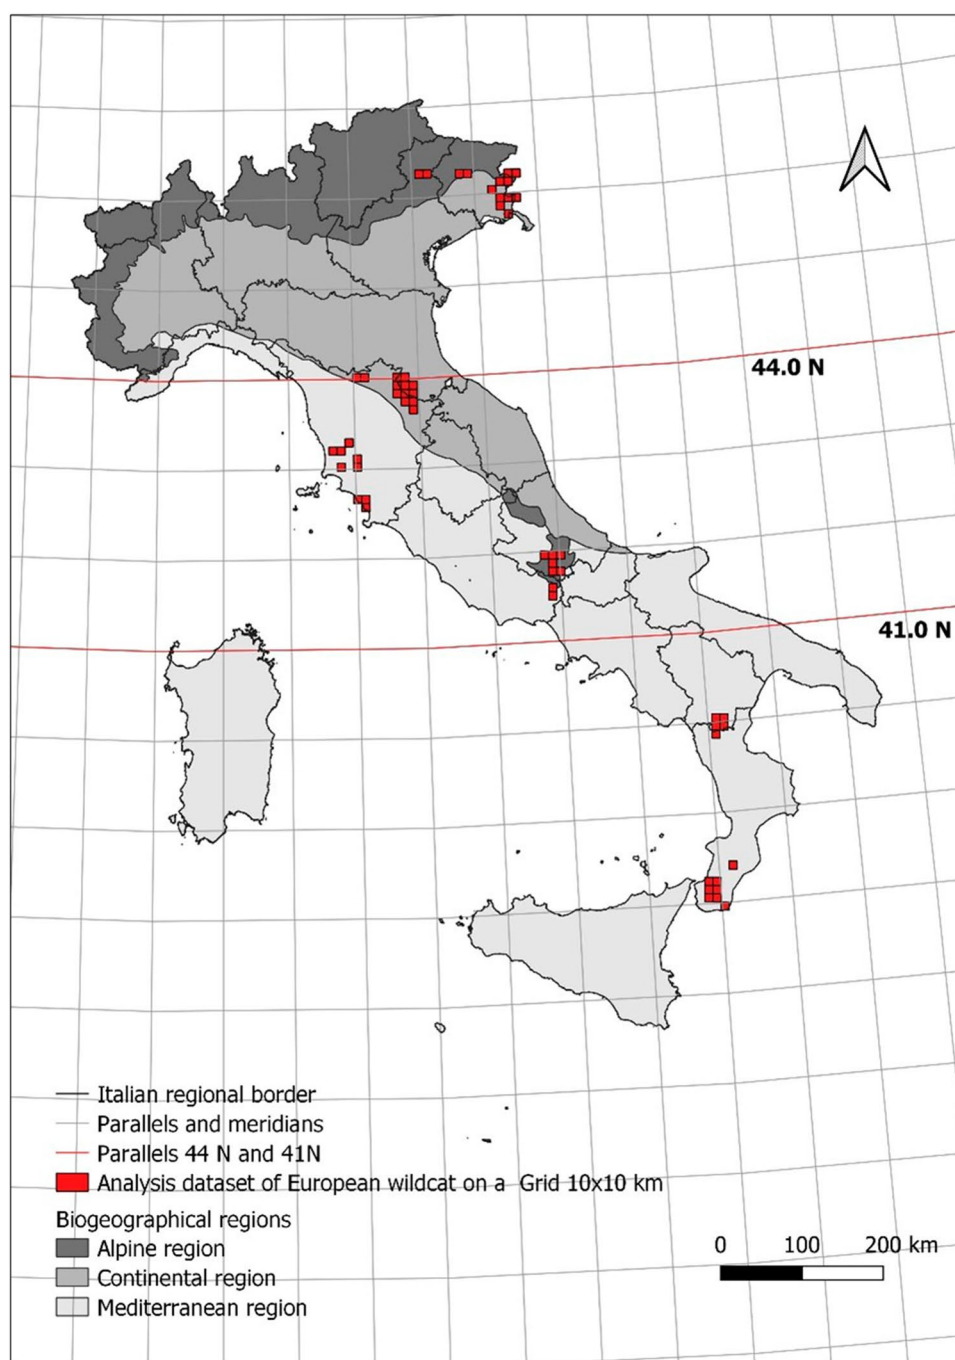 44.0 N
41.0 N
Italian regional border
Parallels and meridians
Parallels 44 N and 41N
Analysis dataset of European wildcat on a Grid 10x10 km
Biogeographical regions
Alpine region
Continental region
Mediterranean region
0 100 200 km